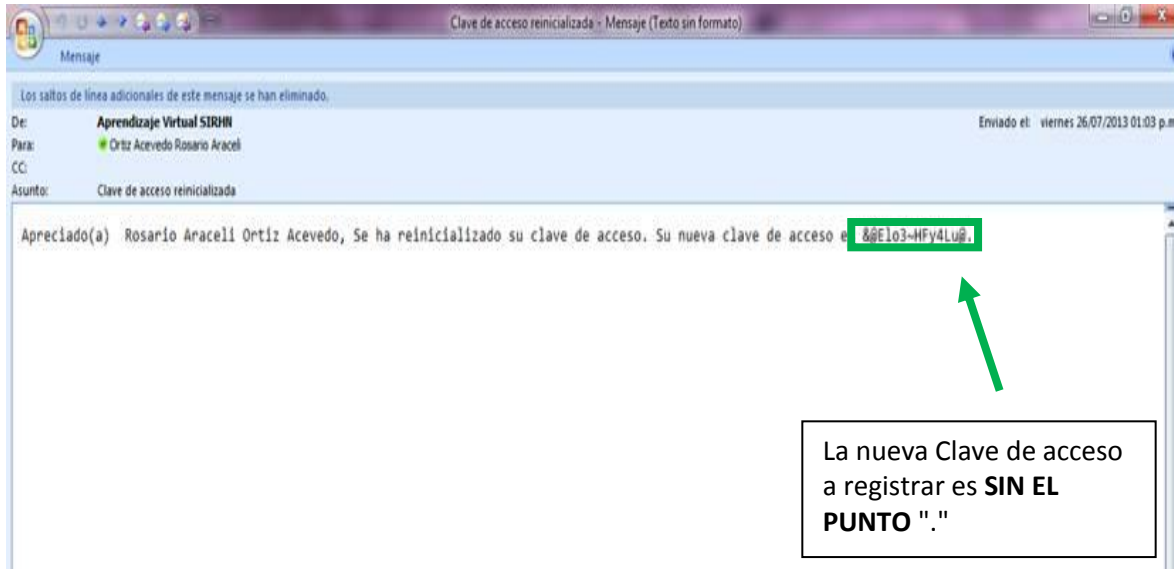 Clave de acceso reinicializada - Mensaje (Texto sin formato)
Mensaje
Los saltos de línea adicionales de este mensaje se han eliminado.
De: Aprendizaje Virtual SIRHN Enviado el: viernes 26/07/2013 01:03 p.m
Para: Ortiz Acevedo Rosario Araceli
CC:
Asunto: Clave de acceso reinicializada
Apreciado(a) Rosario Araceli Ortiz Acevedo, Se ha reinicializado su clave de acceso. Su nueva clave de acceso e &@Elo3~HFy4Lu@.
La nueva Clave de acceso
a registrar es SIN EL
PUNTO "."